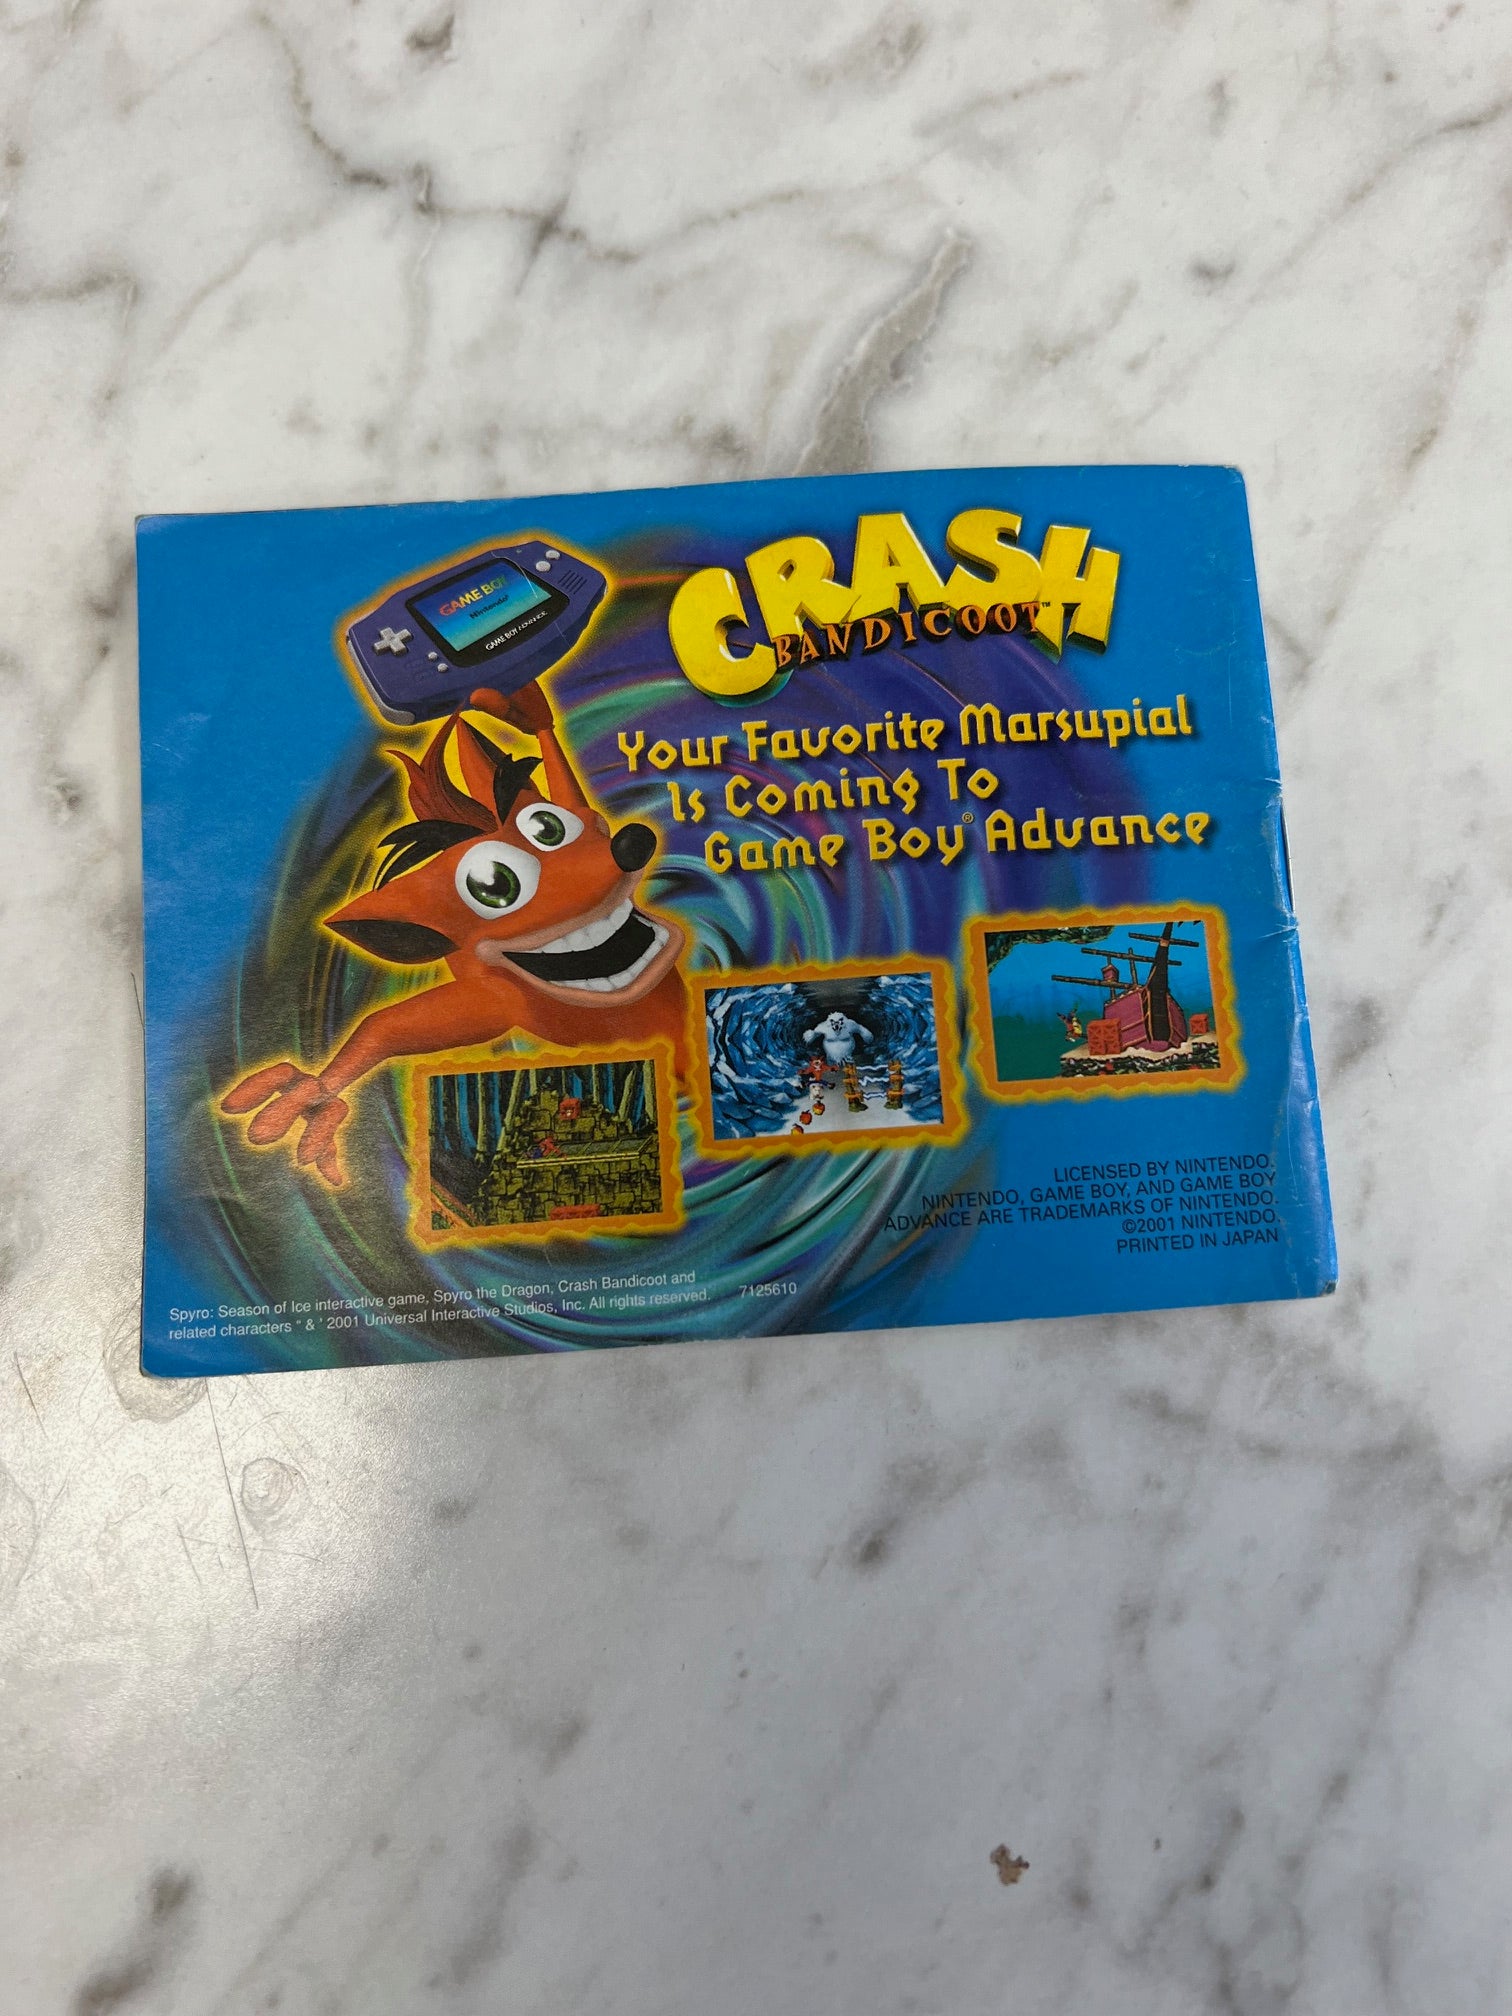 GAME BOY
Nintendo
GAME BOY ADVANCE
CRASH
BANDICOOT™
Your Favorite Marsupial
Is Coming To
Game Boy® Advance
LICENSED BY NINTENDO.
NINTENDO, GAME BOY, AND GAME BOY
ADVANCE ARE TRADEMARKS OF NINTENDO.
©2001 NINTENDO.
PRINTED IN JAPAN
Spyro: Season of Ice interactive game, Spyro the Dragon, Crash Bandicoot and
related characters " & ' 2001 Universal Interactive Studios, Inc. All rights reserved.
7125610